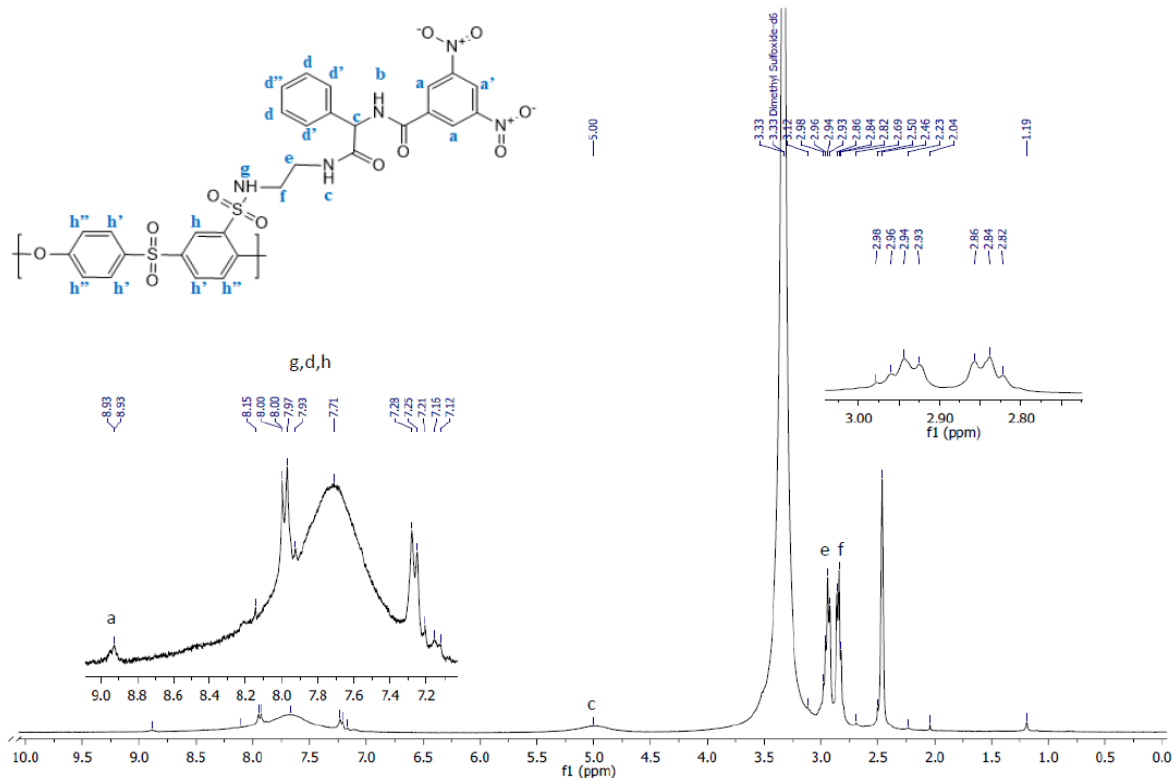 O⁻ N⁺ O
O
d d' b a N⁺
d'' H N a' O⁻
d d' c a N⁺
e O O O
g N c
NH f H
O S O
h'' h' O h
O S
h'' h' O h' h''
3.33
3.33 Dimethyl Sulfoxide-d6
3.12
2.98
2.96
2.94
2.93
2.86
2.84
2.82
2.69
2.50
2.46
2.23
2.04
5.00
1.19
2.98
2.96
2.94
2.93
2.86
2.84
2.82
3.00 2.90 2.80
f1 (ppm)
g,d,h
8.93
8.93
8.15
8.00
8.00
7.97
7.93
7.71
7.28
7.25
7.21
7.16
7.12
a
9.0 8.8 8.6 8.4 8.2 8.0 7.8 7.6 7.4 7.2
e f
c
10.0 9.5 9.0 8.5 8.0 7.5 7.0 6.5 6.0 5.5 5.0 4.5 4.0 3.5 3.0 2.5 2.0 1.5 1.0 0.5 0.0
f1 (ppm)